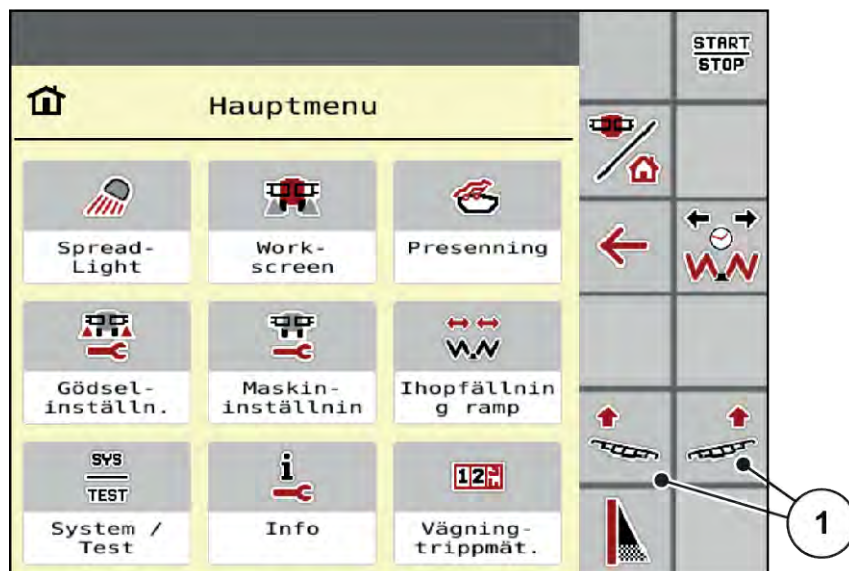 START
STOP
Hauptmenu
Spread-
Light
Work-
screen
Presenning
Gödsel-
inställn.
Maskin-
inställnin
Ihopfällnin
g ramp
SYS
TEST
System /
Test
i
Info
12
Vägning-
trippmät.
1